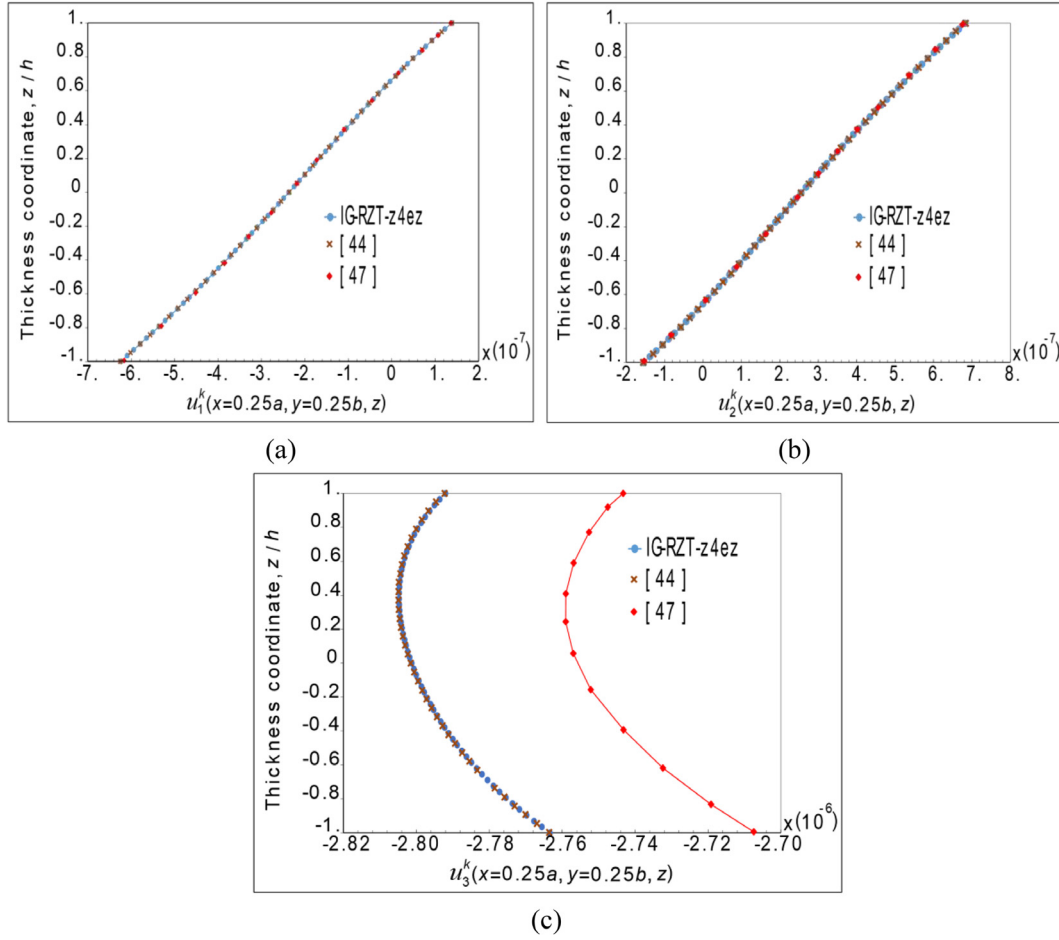 Thickness coordinate, z / h
1.
0.8
0.6
0.4
0.2
0
-0.2
-0.4
-0.6
-0.8
-1.
IG-RZT-z4ez
[ 44 ]
[ 47 ]
x(10⁻⁷)
-7. -6. -5. -4. -3. -2. -1. 0 1. 2.
u₁ᵏ(x=0.25a, y=0.25b, z)
(a)
Thickness coordinate, z / h
1.
0.8
0.6
0.4
0.2
0
-0.2
-0.4
-0.6
-0.8
-1.
IG-RZT-z4ez
[ 44 ]
[ 47 ]
x(10⁻⁷)
-2. -1. 0 1. 2. 3. 4. 5. 6. 7. 8.
u₂ᵏ(x=0.25a, y=0.25b, z)
(b)
Thickness coordinate, z / h
1.
0.8
0.6
0.4
0.2
0
-0.2
-0.4
-0.6
-0.8
-1.
IG-RZT-z4ez
[ 44 ]
[ 47 ]
x(10⁻⁶)
-2.82 -2.80 -2.78 -2.76 -2.74 -2.72 -2.70
u₃ᵏ(x=0.25a, y=0.25b, z)
(c)